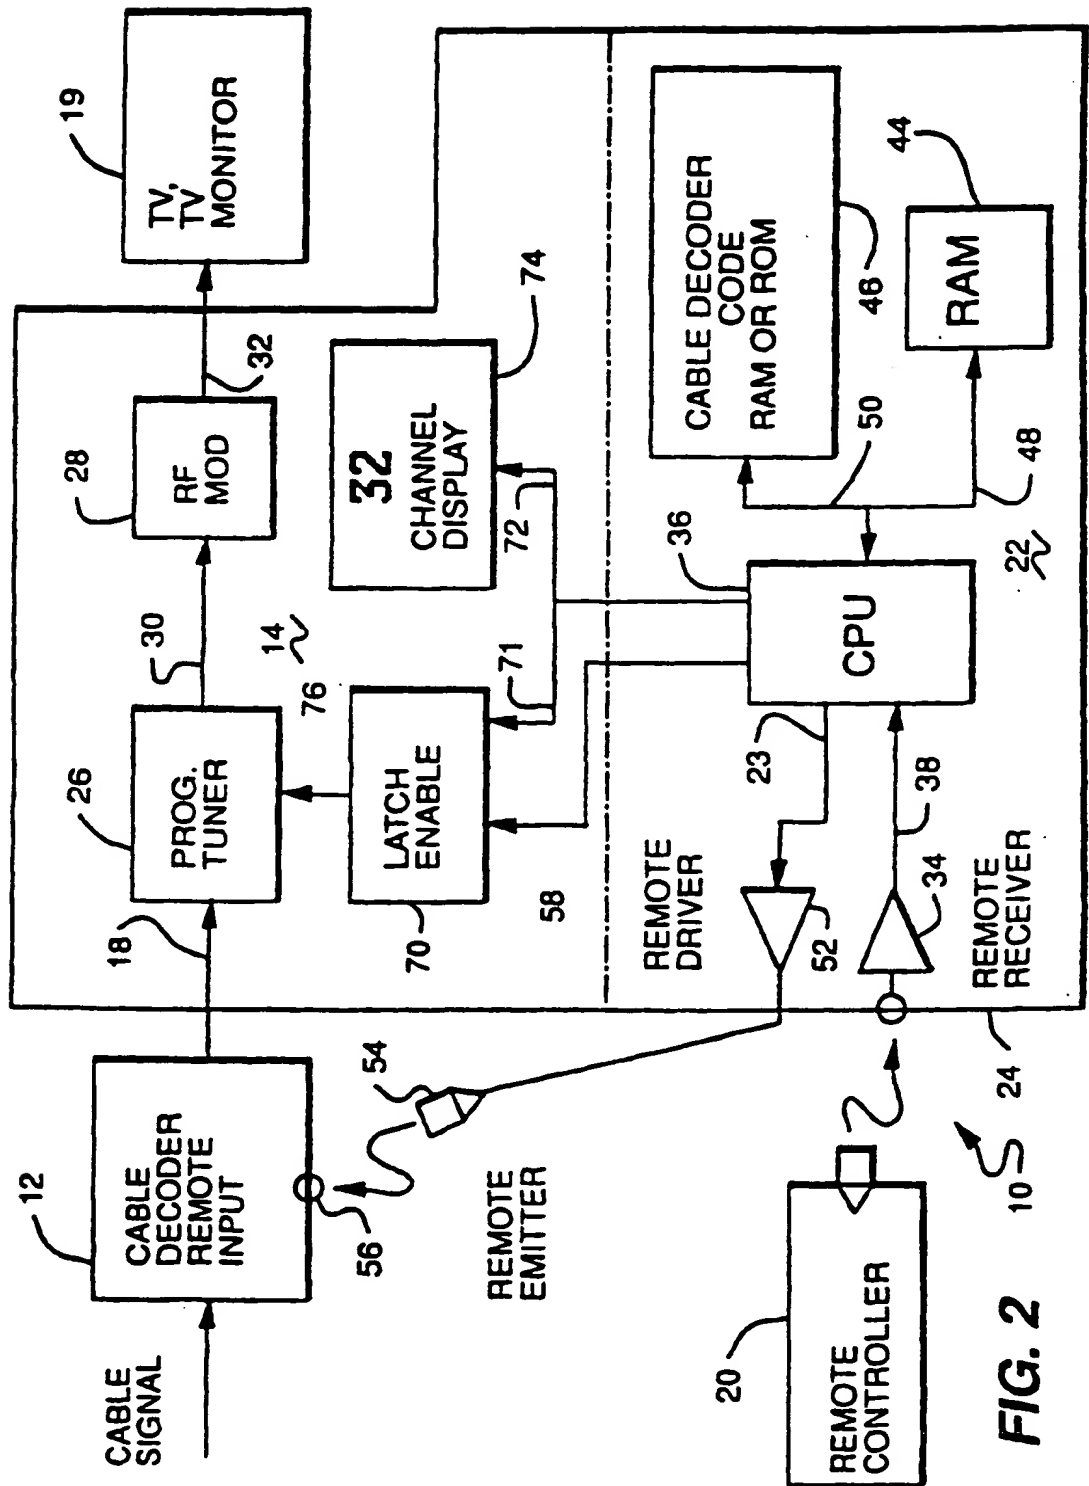 CABLE
SIGNAL
12
CABLE
DECODER
REMOTE
INPUT
56
54
REMOTE
EMITTER
18
26
PROG.
TUNER
30
28
RF
MOD
32
19
TV,
TV
MONITOR
14
76
70
LATCH
ENABLE
71
72
32
CHANNEL
DISPLAY
74
58
REMOTE
DRIVER
52
23
36
CPU
38
34
REMOTE
RECEIVER
24
50
48
22
CABLE DECODER
CODE
RAM OR ROM
46
44
RAM
20
REMOTE
CONTROLLER
10
FIG. 2